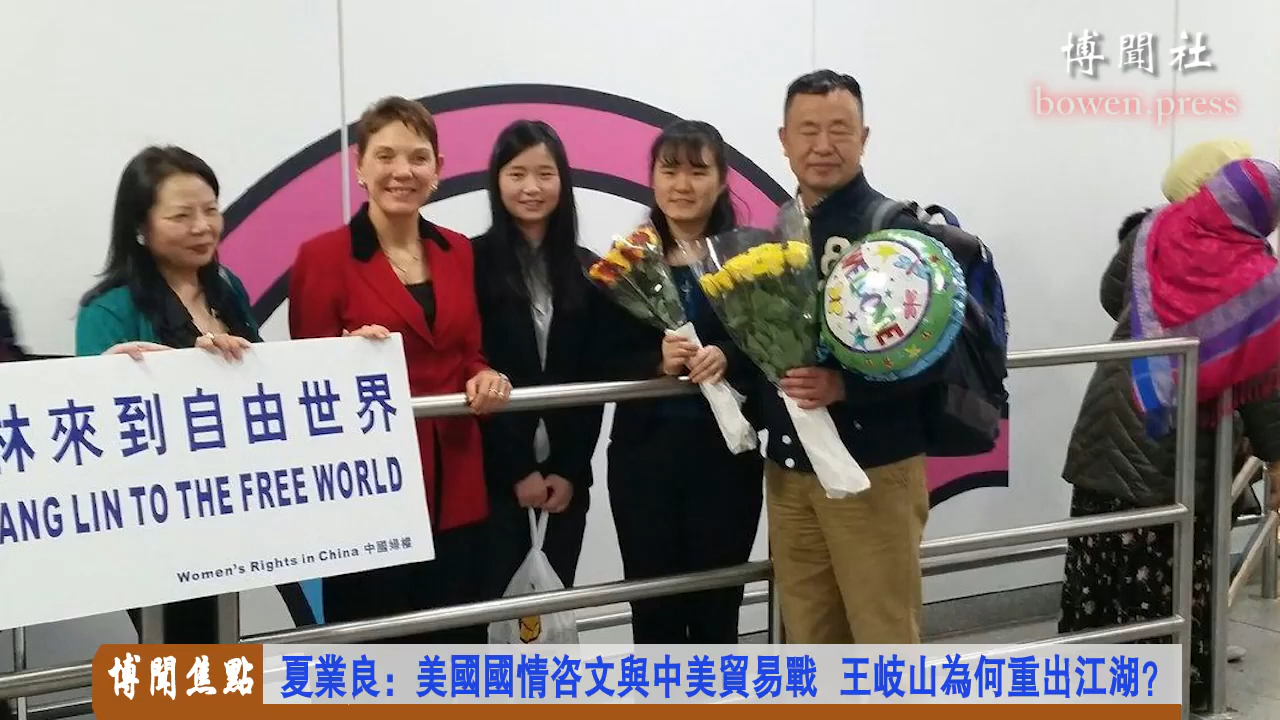 博聞社
bowen.press
林來到自由世界
ANG LIN TO THE FREE WORLD
Women's Rights in China 中國婦權
WELCOME
博聞焦點
夏業良：美國國情咨文與中美貿易戰 王岐山為何重出江湖?